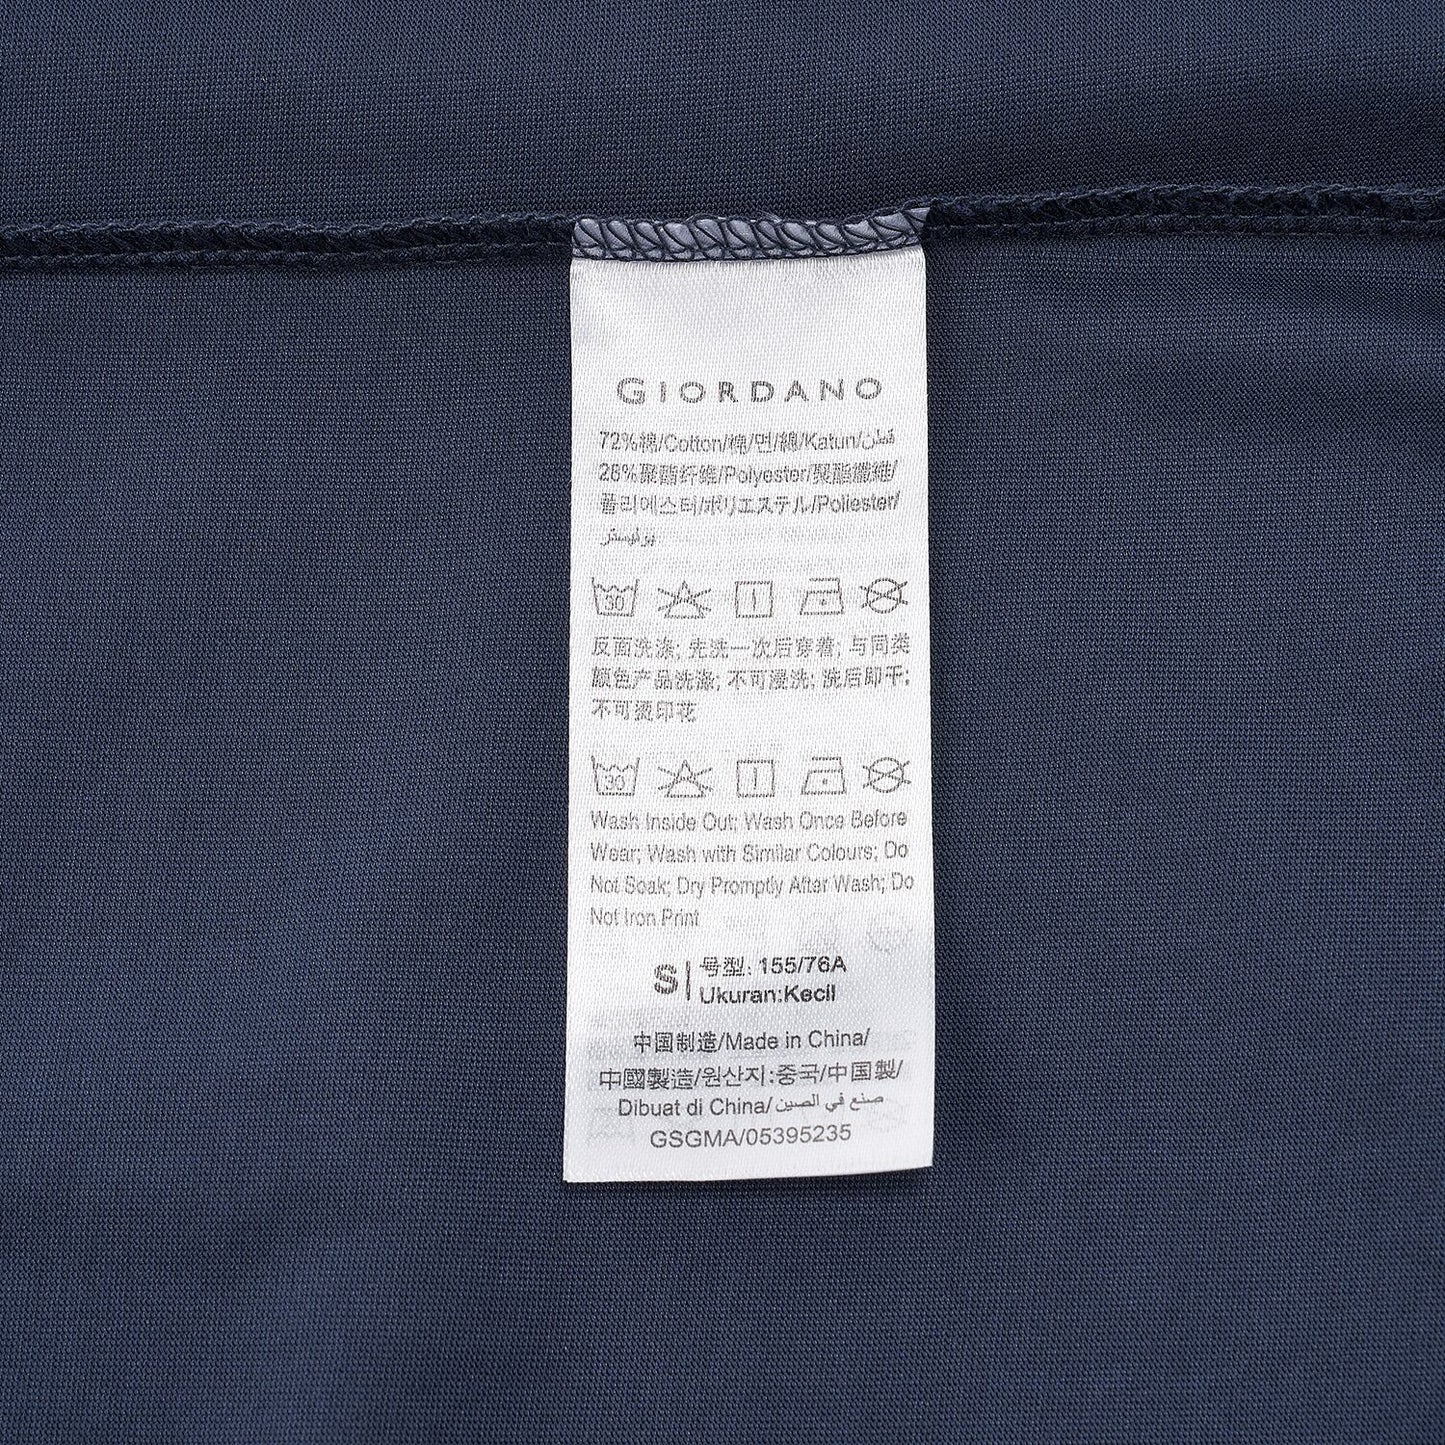 GIORDANO
72%棉/Cotton/棉/면/綿/Katun/قطن
28%聚酯纤维/Polyester/聚酯纖維/
폴리에스터/ポリエステル/Poliester/
بوليستر
30
反面洗涤; 先洗一次后穿着; 与同类
颜色产品洗涤; 不可浸洗; 洗后即干;
不可烫印花
30
Wash Inside Out; Wash Once Before
Wear; Wash with Similar Colours; Do
Not Soak; Dry Promptly After Wash; Do
Not Iron Print
S
号型: 155/76A
Ukuran:Kecil
中国制造/Made in China/
中國製造/원산지:중국/中国製/
Dibuat di China/صنع في الصين
GSGMA/05395235